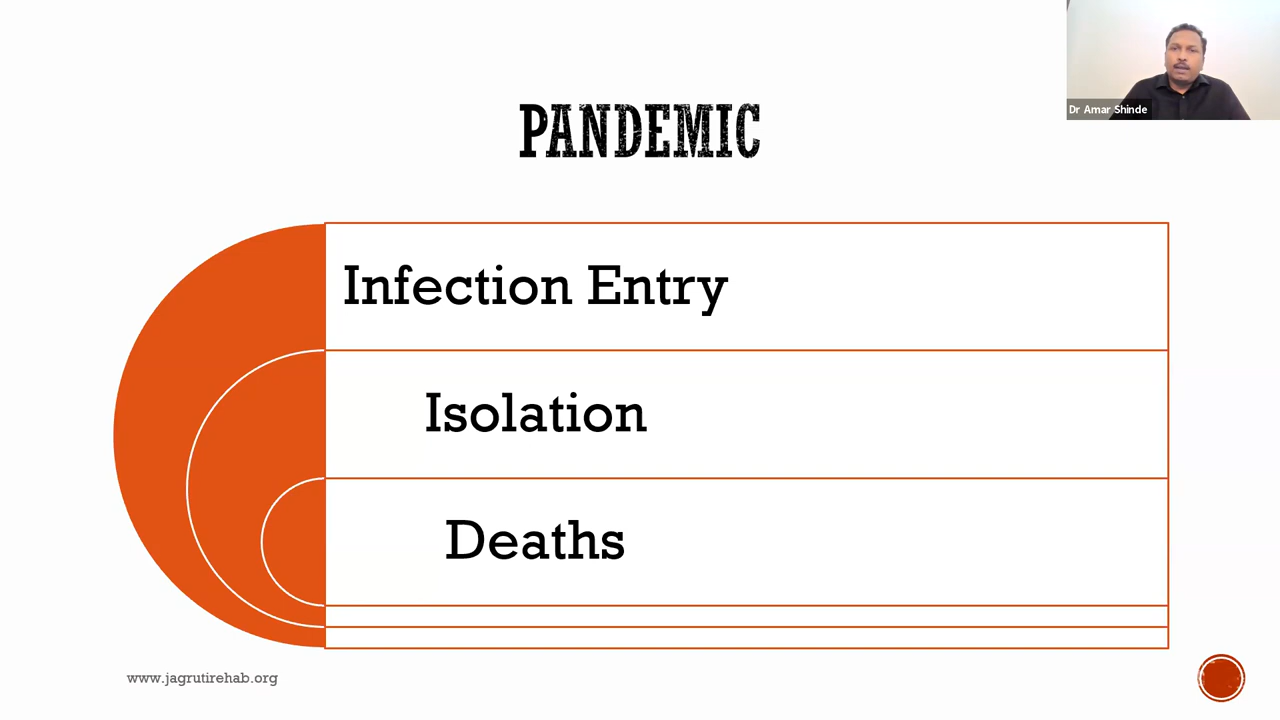 Dr Amar Shinde
PANDEMIC
Infection Entry
Isolation
Deaths
www.jagrutirehab.org